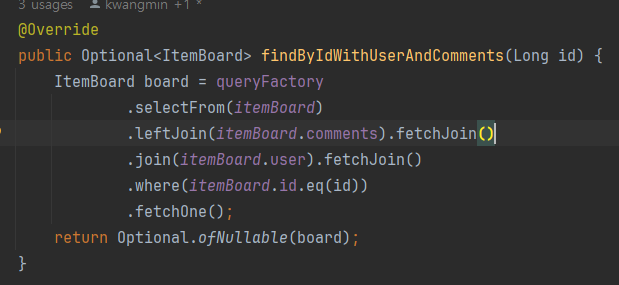 3 usages kwangmin +1 *
@Override
public Optional<ItemBoard> findByIdWithUserAndComments(Long id) {
ItemBoard board = queryFactory
.selectFrom(itemBoard)
.leftJoin(itemBoard.comments).fetchJoin()
.join(itemBoard.user).fetchJoin()
.where(itemBoard.id.eq(id))
.fetchOne();
return Optional.ofNullable(board);
}